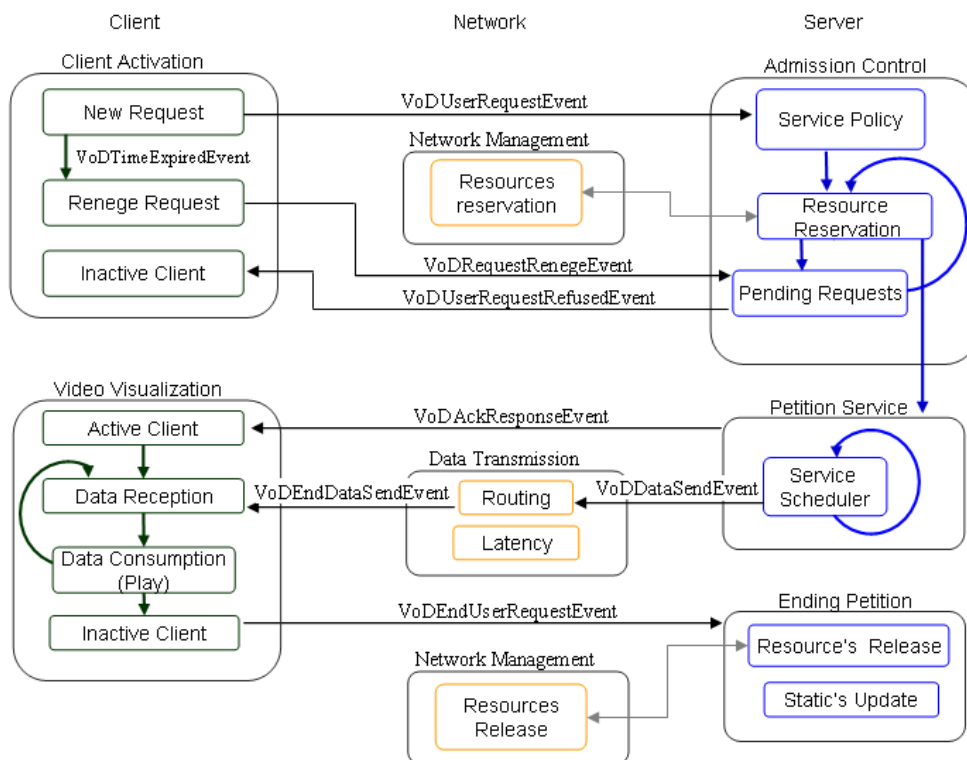 Client
Network
Server
Client Activation
Admission Control
New Request
VoDUserRequestEvent
Service Policy
VoDTimeExpiredEvent
Network Management
Renege Request
Resources
reservation
Resource
Reservation
Inactive Client
VoDRequestRenegeEvent
VoDUserRequestRefusedEvent
Pending Requests
Video Visualization
Petition Service
Active Client
VoDAckResponseEvent
Data Transmission
Data Reception
VoDEndDataSendEvent
Routing
VoDDataSendEvent
Service
Scheduler
Latency
Data Consumption
(Play)
Inactive Client
VoDEndUserRequestEvent
Ending Petition
Resource's Release
Network Management
Resources
Release
Static's Update